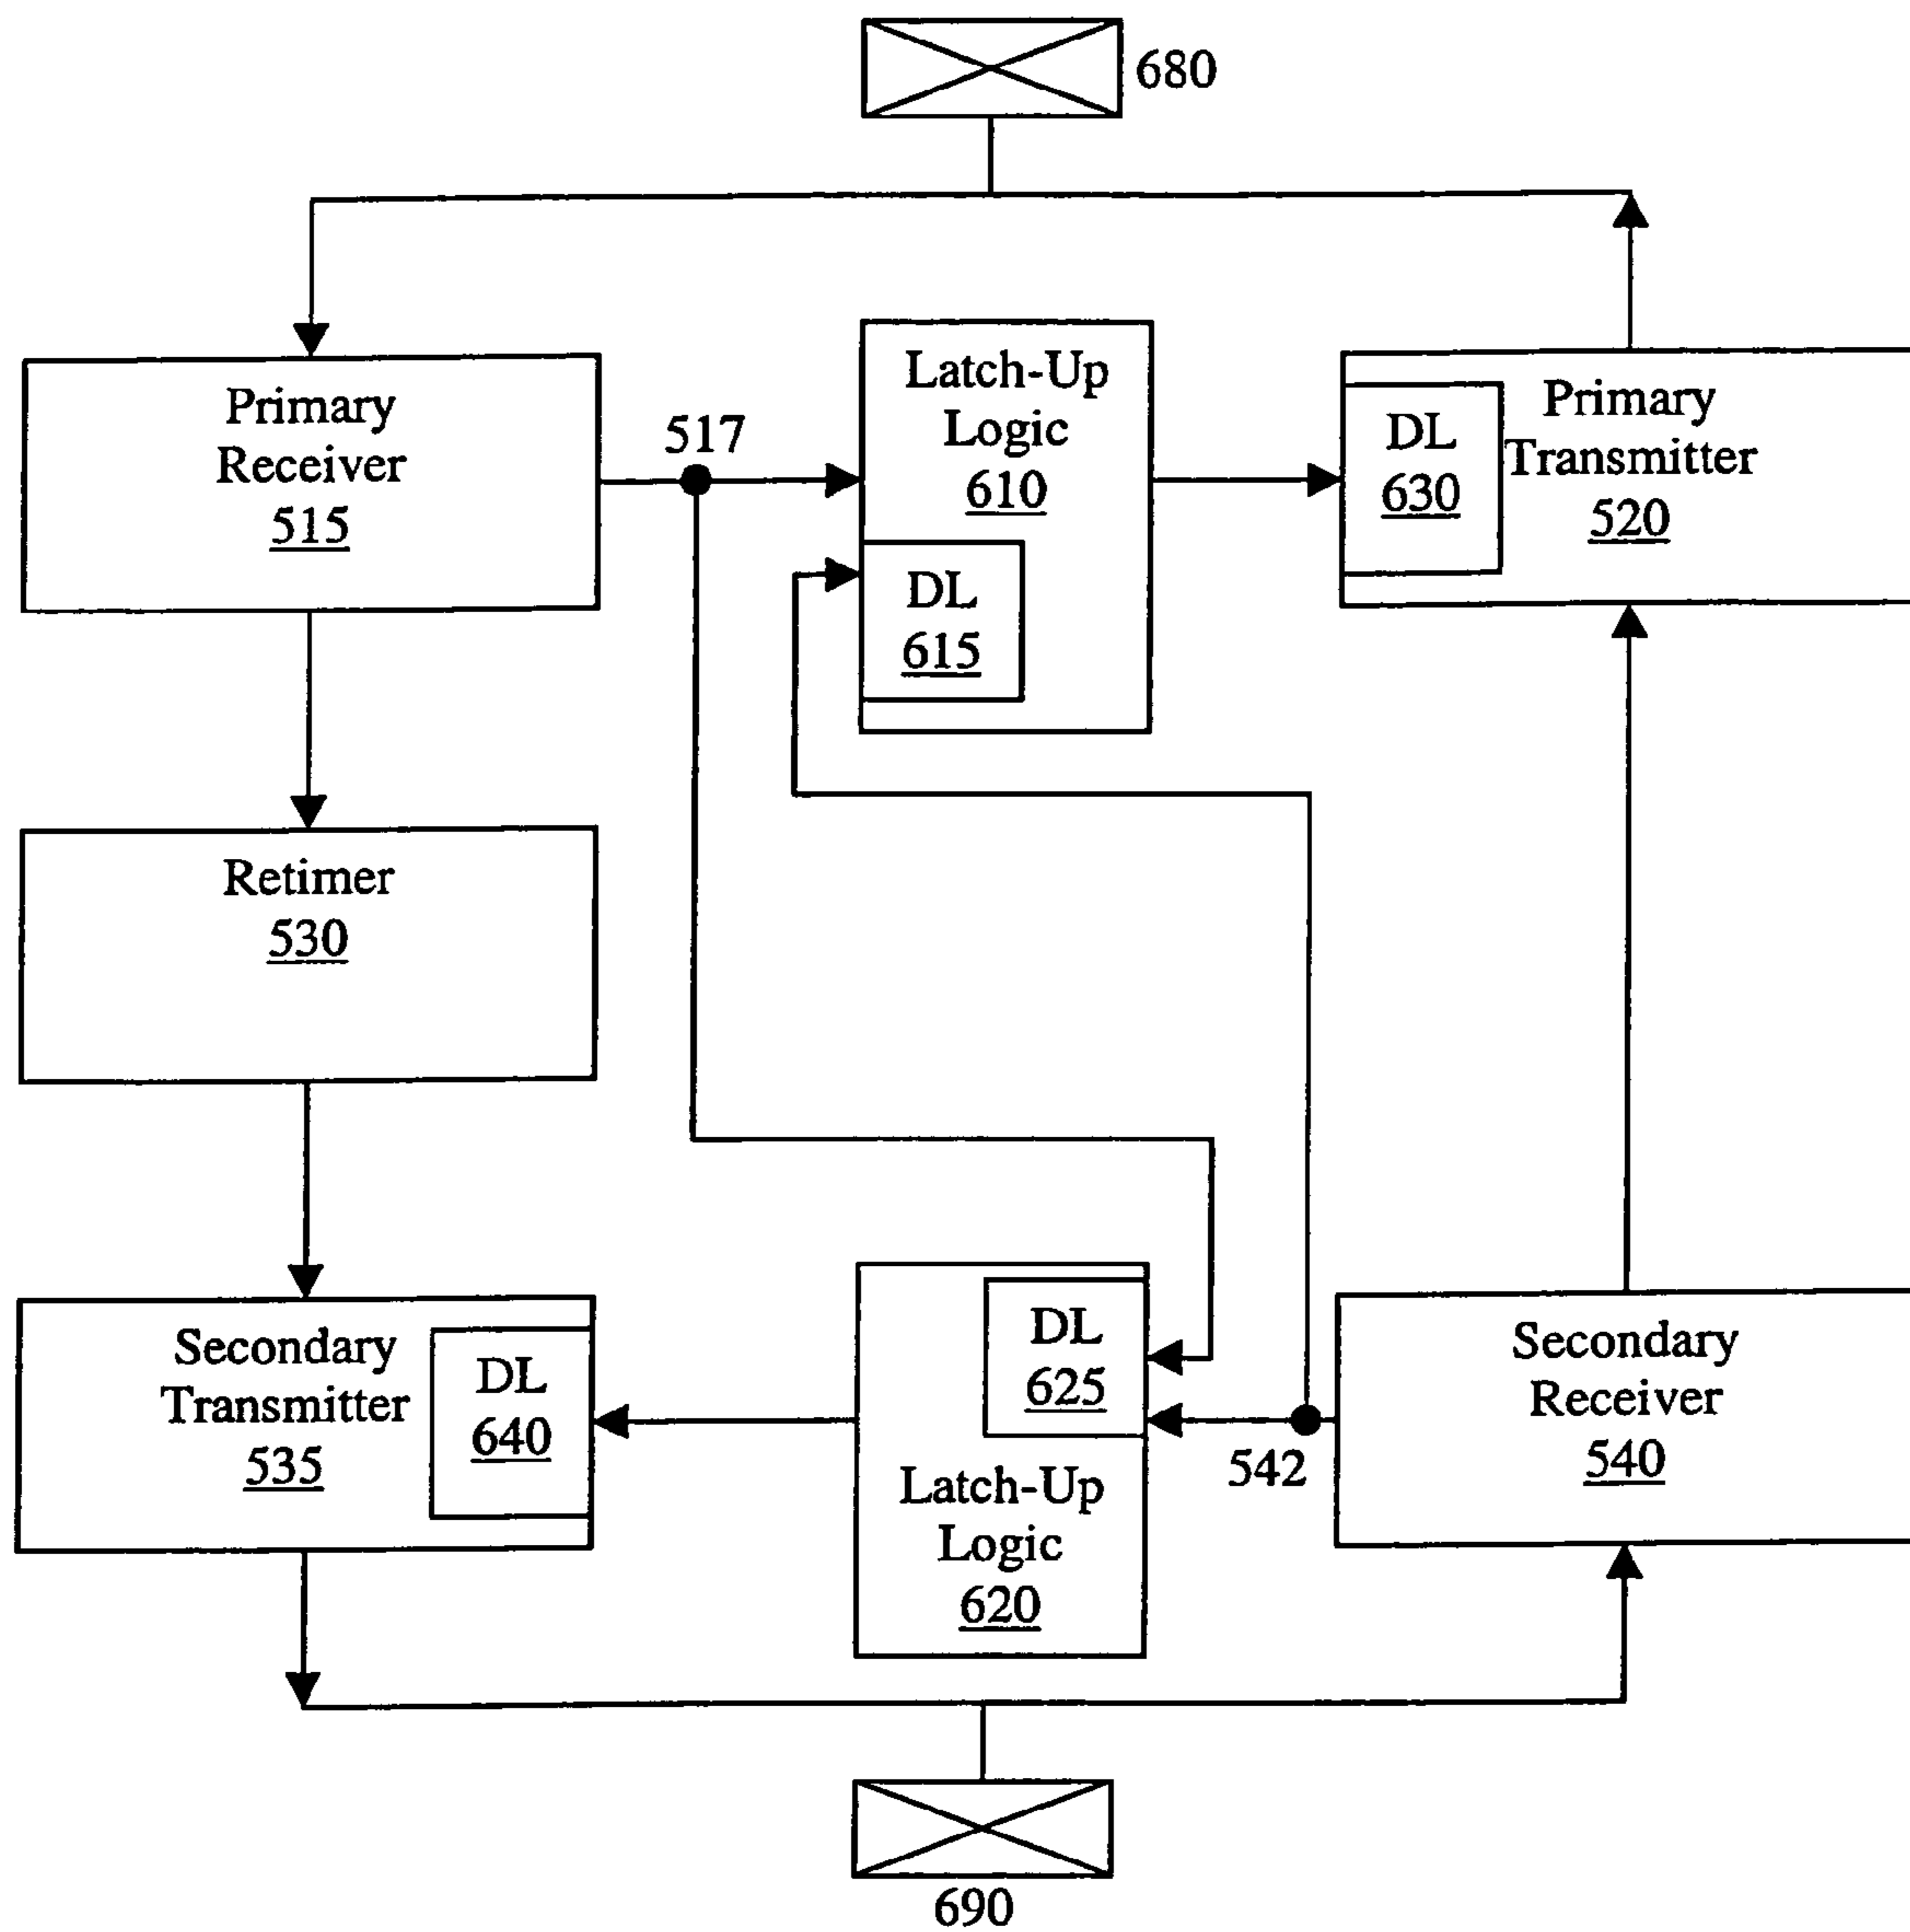 680
Primary
Receiver
515
517
Latch-Up
Logic
610
DL
615
DL
630
Primary
Transmitter
520
Retimer
530
Secondary
Transmitter
535
DL
640
DL
625
Latch-Up
Logic
620
542
Secondary
Receiver
540
690